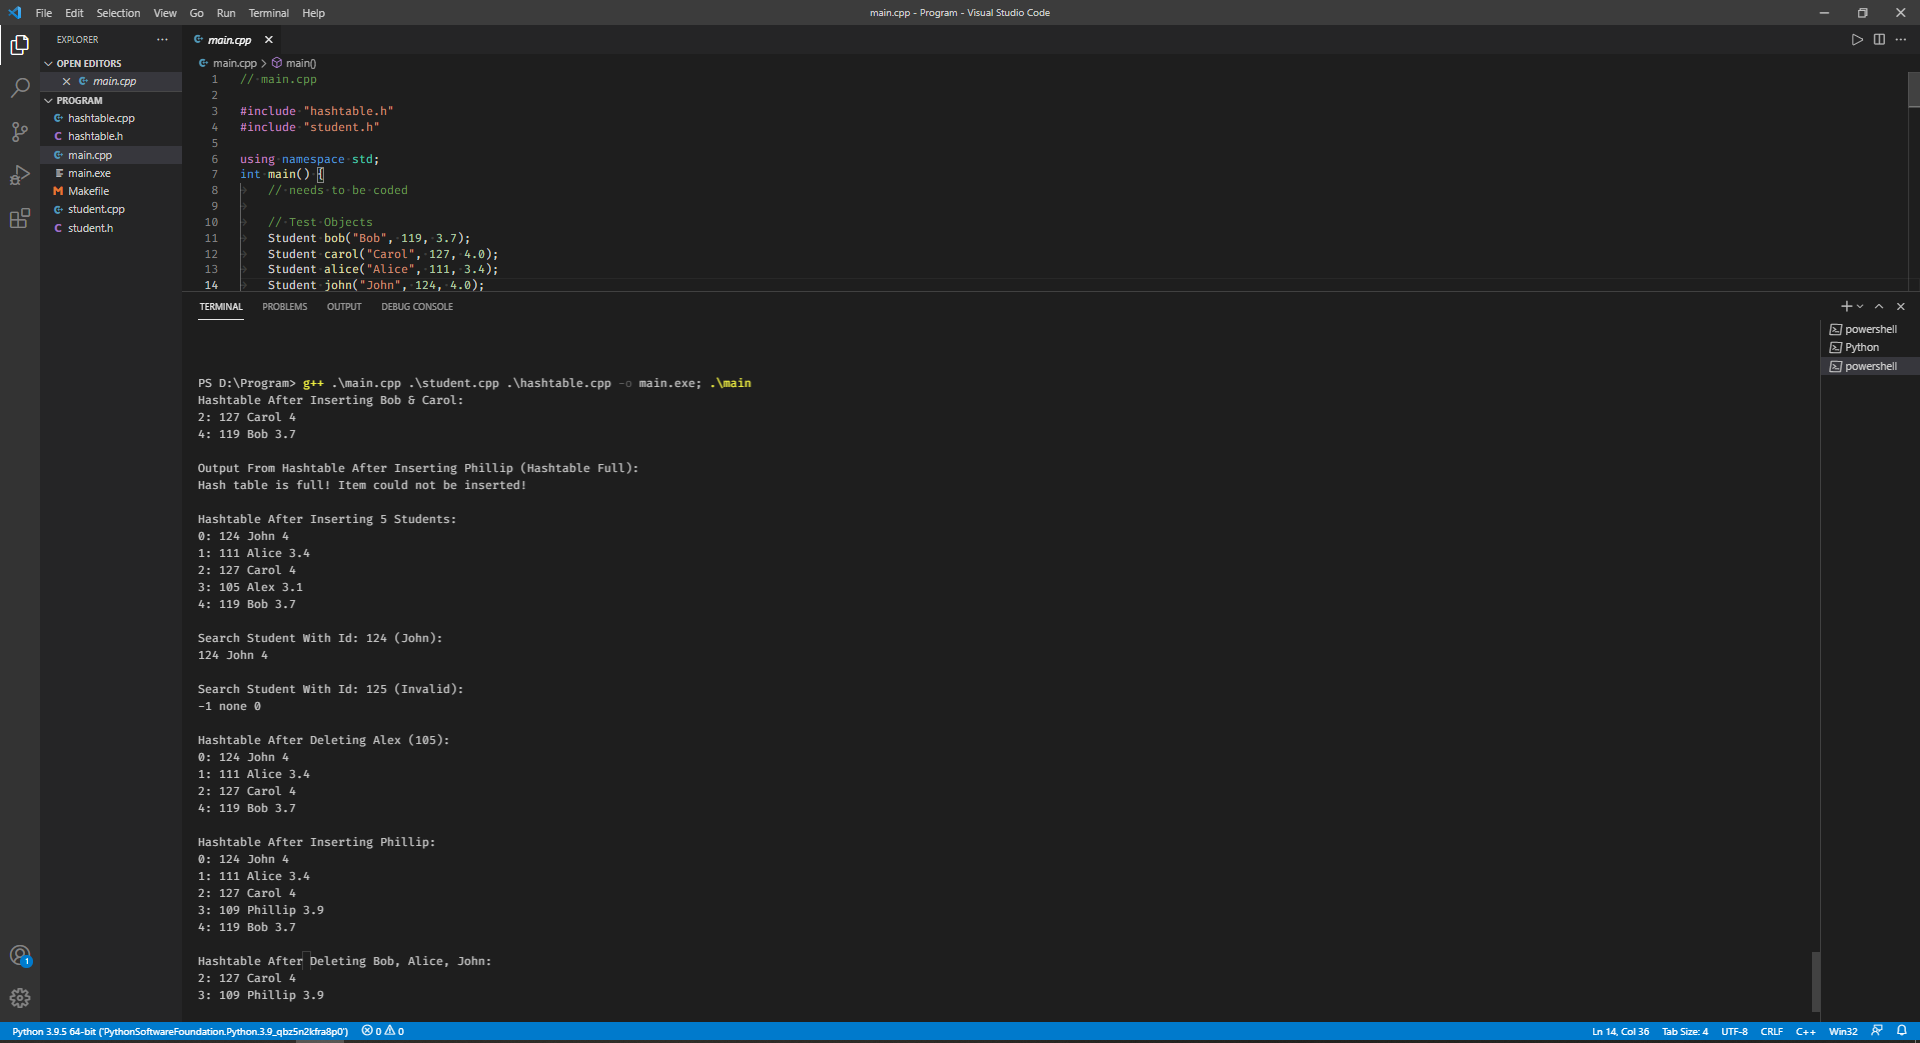 File Edit Selection View Go Run Terminal Help
main.cpp - Program - Visual Studio Code
EXPLORER
OPEN EDITORS
main.cpp
PROGRAM
hashtable.cpp
hashtable.h
main.cpp
main.exe
Makefile
student.cpp
student.h
main.cpp
main.cpp > main()
1 // main.cpp
2
3 #include "hashtable.h"
4 #include "student.h"
5
6 using namespace std;
7 int main() {
8 // needs to be coded
9
10 // Test Objects
11 Student bob("Bob", 119, 3.7);
12 Student carol("Carol", 127, 4.0);
13 Student alice("Alice", 111, 3.4);
14 Student john("John", 124, 4.0);
TERMINAL PROBLEMS OUTPUT DEBUG CONSOLE
powershell
Python
powershell
PS D:\Program> g++ .\main.cpp .\student.cpp .\hashtable.cpp -o main.exe; .\main
Hashtable After Inserting Bob & Carol:
2: 127 Carol 4
4: 119 Bob 3.7
Output From Hashtable After Inserting Phillip (Hashtable Full):
Hash table is full! Item could not be inserted!
Hashtable After Inserting 5 Students:
0: 124 John 4
1: 111 Alice 3.4
2: 127 Carol 4
3: 105 Alex 3.1
4: 119 Bob 3.7
Search Student With Id: 124 (John):
124 John 4
Search Student With Id: 125 (Invalid):
-1 none 0
Hashtable After Deleting Alex (105):
0: 124 John 4
1: 111 Alice 3.4
2: 127 Carol 4
4: 119 Bob 3.7
Hashtable After Inserting Phillip:
0: 124 John 4
1: 111 Alice 3.4
2: 127 Carol 4
3: 109 Phillip 3.9
4: 119 Bob 3.7
Hashtable After Deleting Bob, Alice, John:
2: 127 Carol 4
3: 109 Phillip 3.9
1
Python 3.9.5 64-bit ('PythonSoftwareFoundation.Python.3.9_qbz5n2kfra8p0') 0 0
Ln 14, Col 36 Tab Size: 4 UTF-8 CRLF C++ Win32